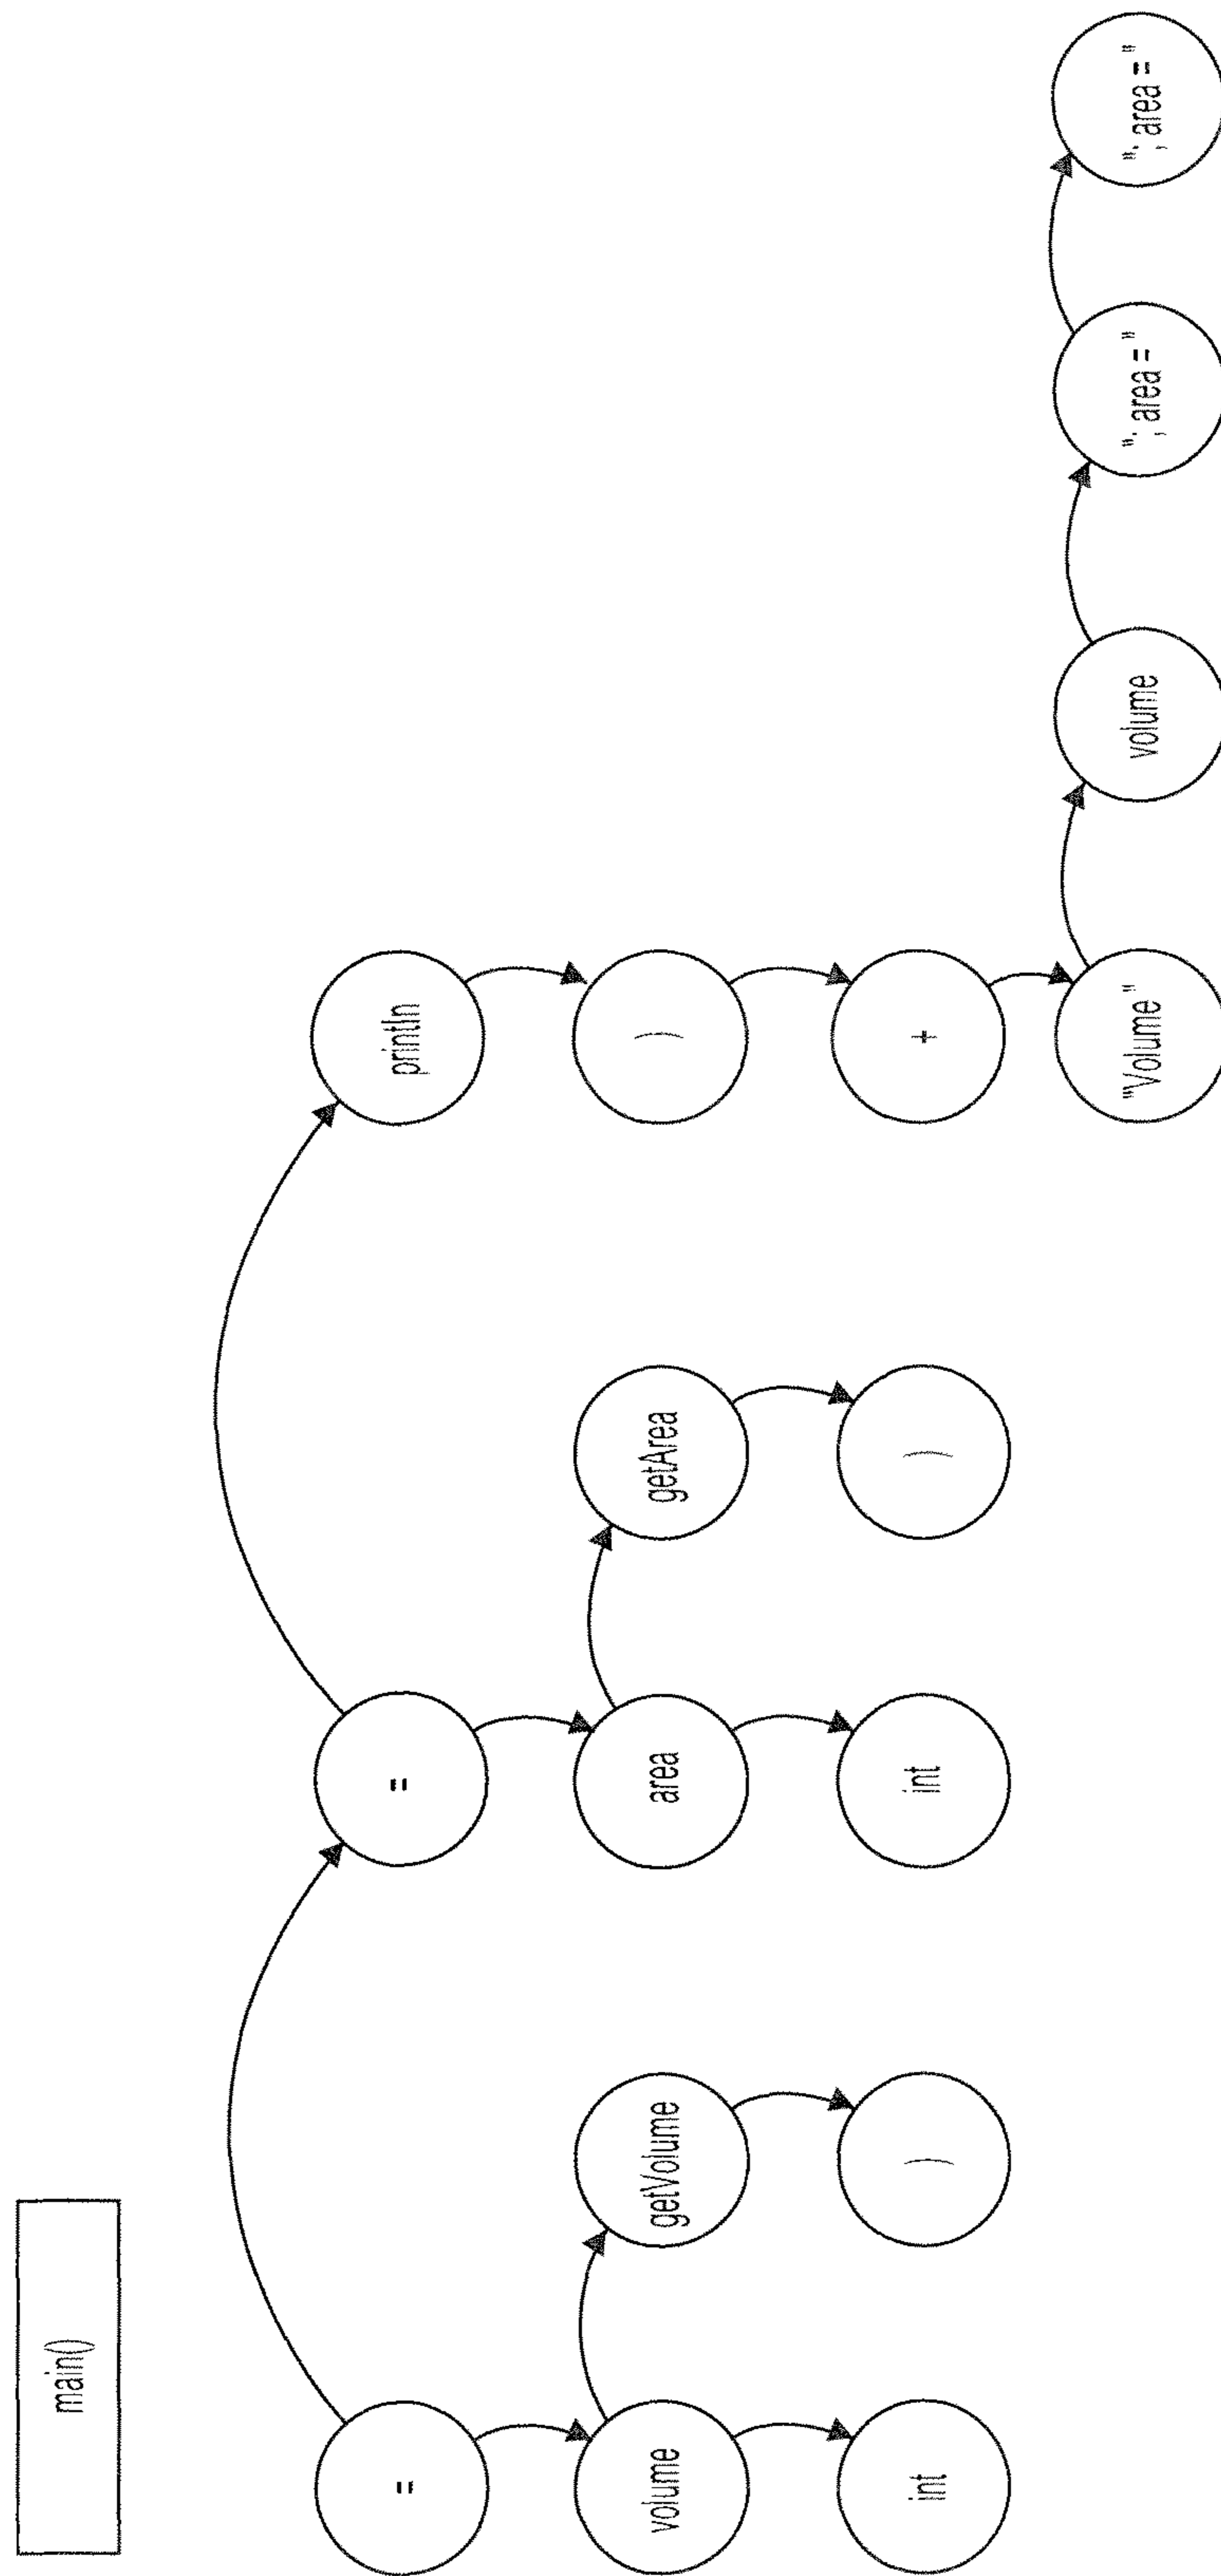 main()
=
=
println
volume
getVolume
area
getArea
)
int
)
int
)
+
"Volume "
volume
"; area = "
"; area = "